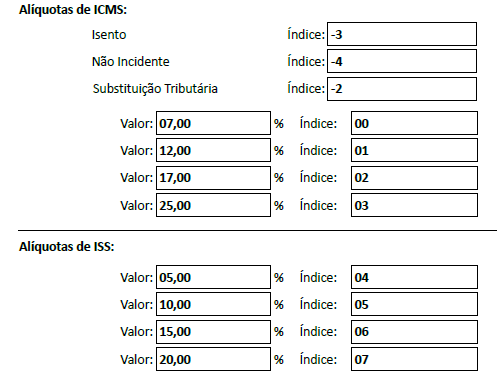 Alíquotas de ICMS:
Isento Índice: -3
Não Incidente Índice: -4
Substituição Tributária Índice: -2
Valor: 07,00 % Índice: 00
Valor: 12,00 % Índice: 01
Valor: 17,00 % Índice: 02
Valor: 25,00 % Índice: 03
Alíquotas de ISS:
Valor: 05,00 % Índice: 04
Valor: 10,00 % Índice: 05
Valor: 15,00 % Índice: 06
Valor: 20,00 % Índice: 07